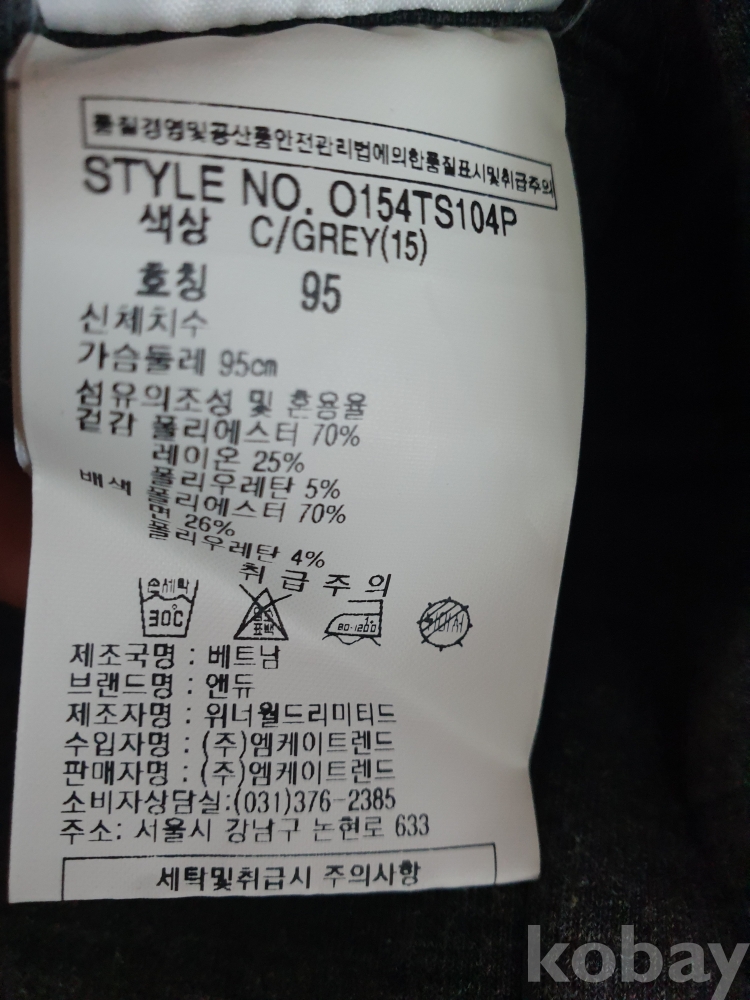 품질경영및공산품안전관리법에의한품질표시및취급주의
STYLE NO. O154TS104P
색상 C/GREY(15)
호칭 95
신체치수
가슴둘레 95cm
섬유의조성 및 혼용율
겉감 폴리에스터 70%
레이온 25%
폴리우레탄 5%
배색 폴리에스터 70%
면 26%
폴리우레탄 4%
취급주의
손세탁
30℃
염소
표백
80-120℃
제조국명 : 베트남
브랜드명 : 앤듀
제조자명 : 위너월드리미티드
수입자명 : (주)엠케이트렌드
판매자명 : (주)엠케이트렌드
소비자상담실:(031)376-2385
주소: 서울시 강남구 논현로 633
세탁및취급시 주의사항
kobay